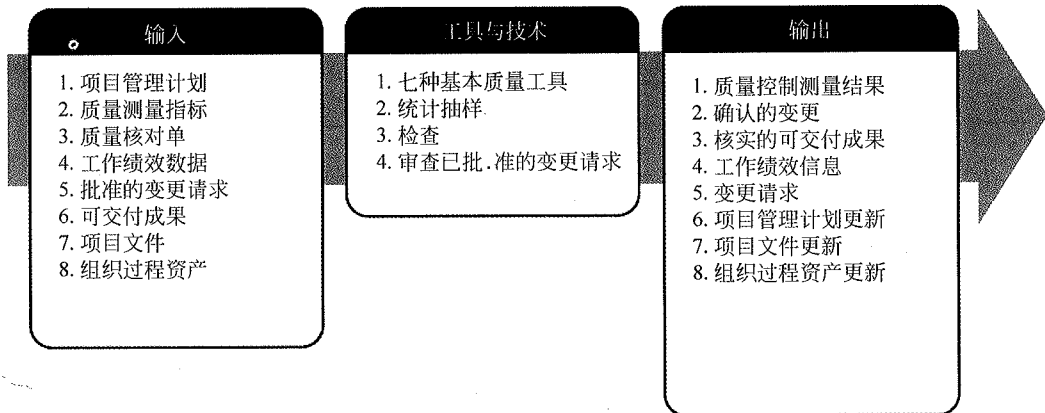 输入
1. 项目管理计划
2. 质量测量指标
3. 质量核对单
4. 工作绩效数据
5. 批准的变更请求
6. 可交付成果
7. 项目文件
8. 组织过程资产
工具与技术
1. 七种基本质量工具
2. 统计抽样
3. 检查
4. 审查已批.准的变更请求
输出
1. 质量控制测量结果
2. 确认的变更
3. 核实的可交付成果
4. 工作绩效信息
5. 变更请求
6. 项目管理计划更新
7. 项目文件更新
8. 组织过程资产更新